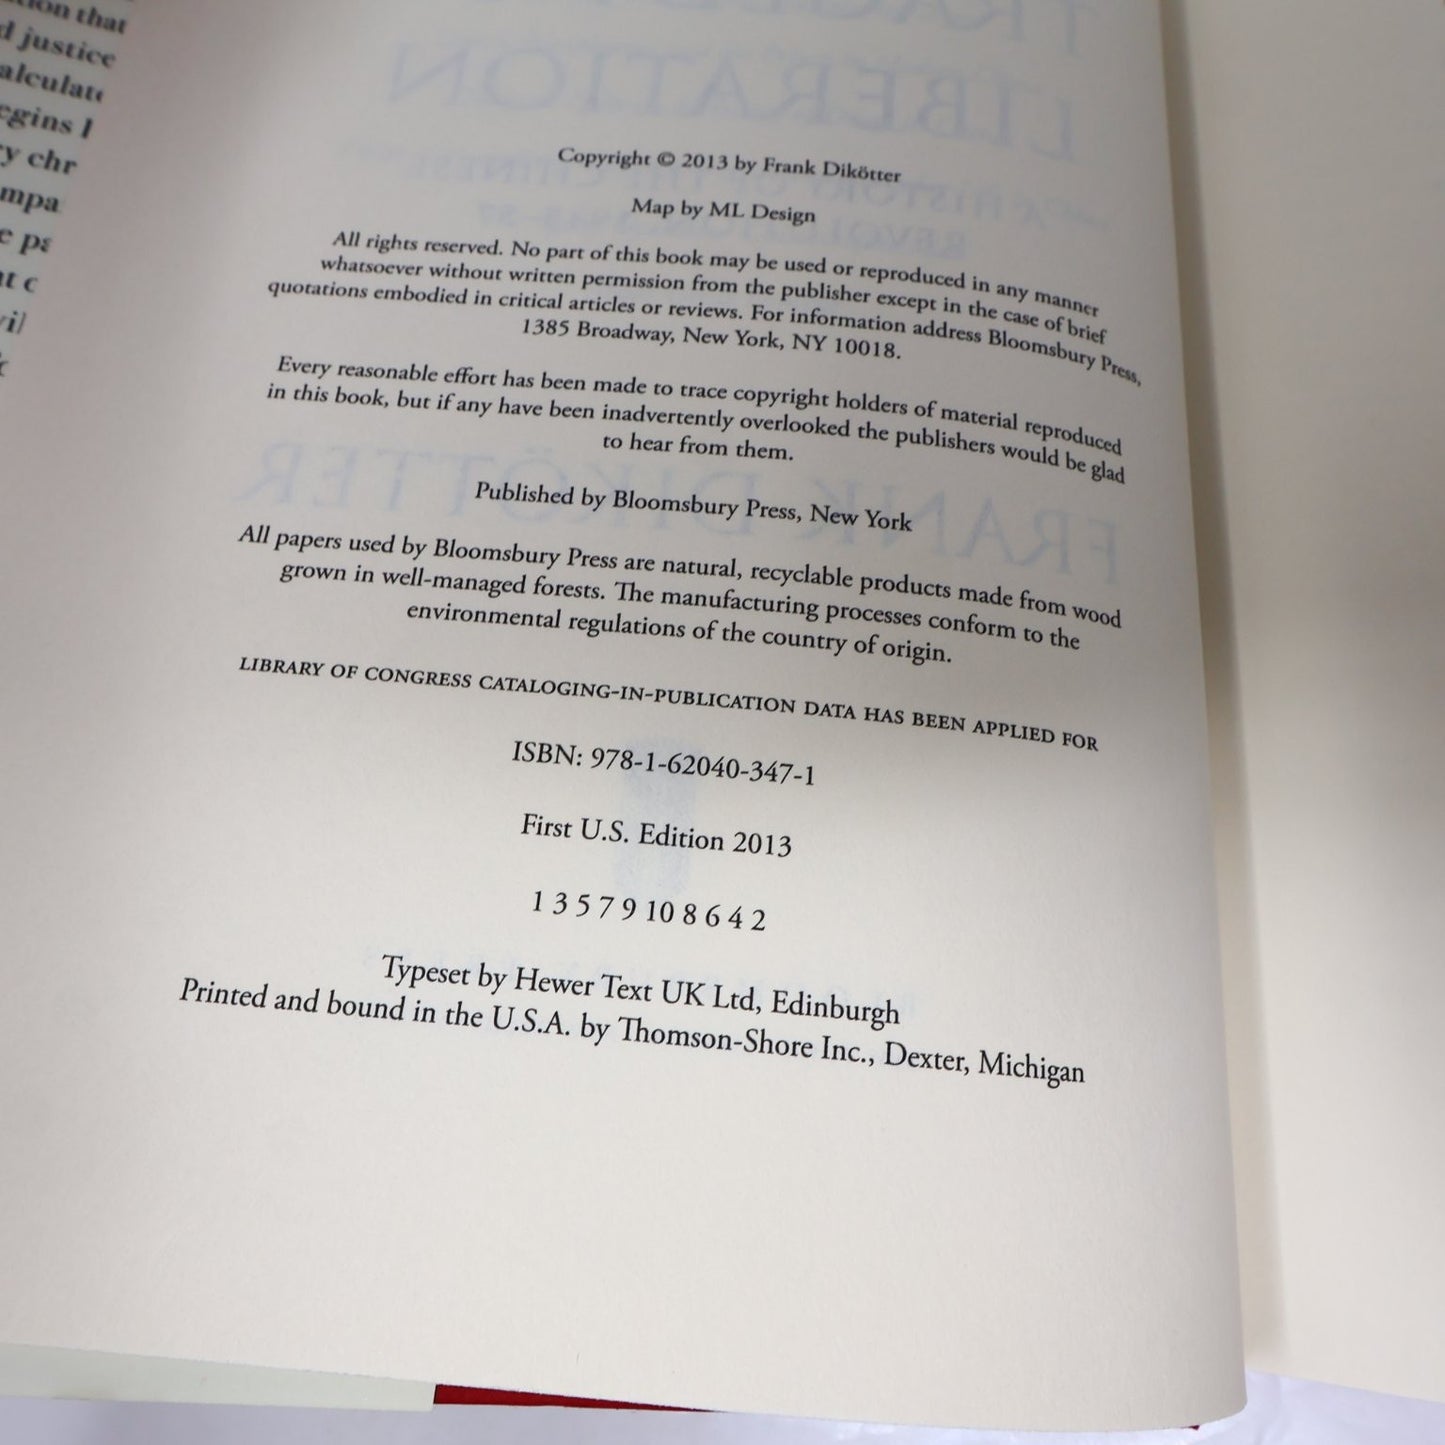 tion that
justice
Copyright © 2013 by Frank Dikötter
Map by ML Design
All rights reserved. No part of this book may be used or reproduced in any manner
whatsoever without written permission from the publisher except in the case of brief
quotations embodied in critical articles or reviews. For information address Bloomsbury Press,
1385 Broadway, New York, NY 10018.
Every reasonable effort has been made to trace copyright holders of material reproduced
in this book, but if any have been inadvertently overlooked the publishers would be glad
to hear from them.
Published by Bloomsbury Press, New York
All papers used by Bloomsbury Press are natural, recyclable products made from wood
grown in well-managed forests. The manufacturing processes conform to the
environmental regulations of the country of origin.
LIBRARY OF CONGRESS CATALOGING-IN-PUBLICATION DATA HAS BEEN APPLIED FOR
ISBN: 978-1-62040-347-1
First U.S. Edition 2013
1 3 5 7 9 10 8 6 4 2
Typeset by Hewer Text UK Ltd, Edinburgh
Printed and bound in the U.S.A. by Thomson-Shore Inc., Dexter, Michigan